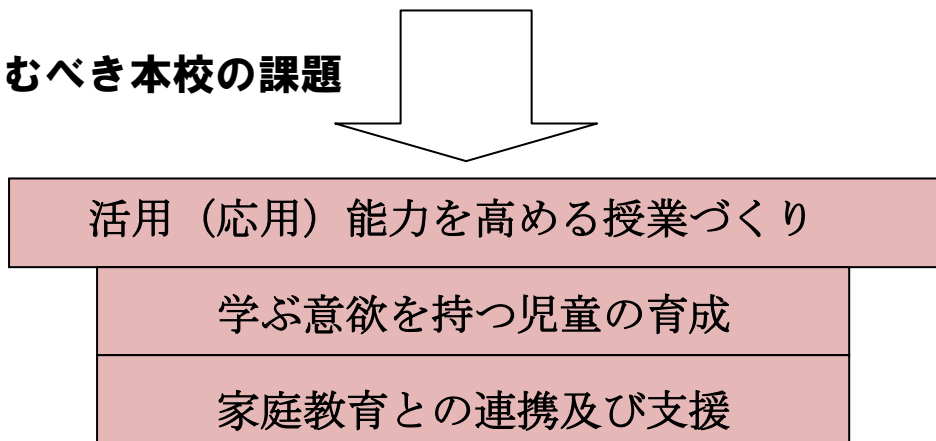 むべき本校の課題
活用（応用）能力を高める授業づくり
学ぶ意欲を持つ児童の育成
家庭教育との連携及び支援